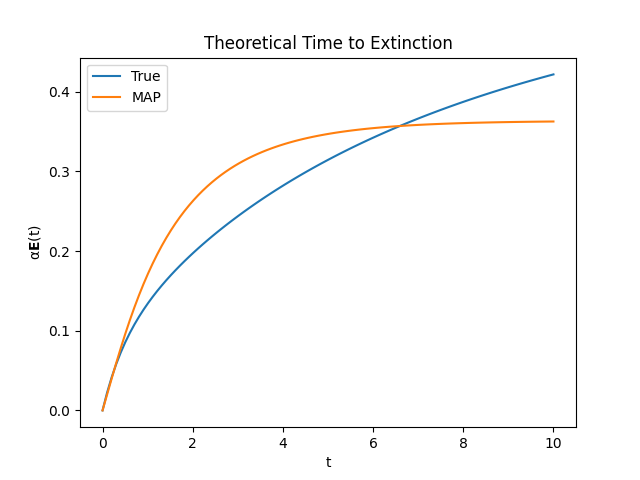 Theoretical Time to Extinction
True
MAP
0.4
0.3
0.2
0.1
0.0
α𝐄(t)
0 2 4 6 8 10
t